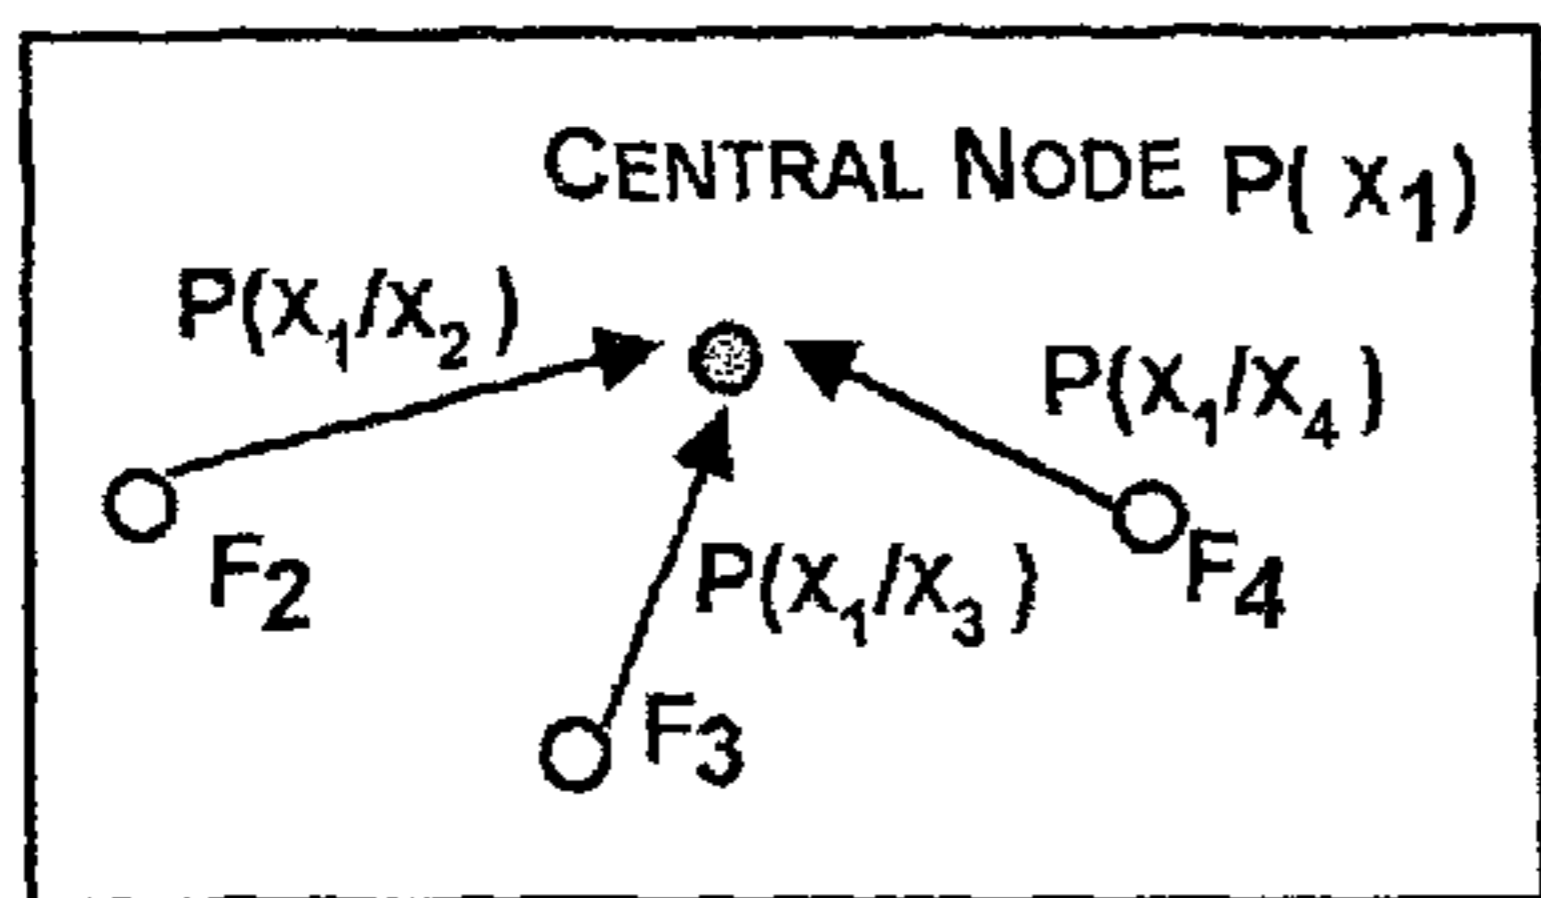 CENTRAL NODE P( x₁)
P(x₁/x₂ )
P(x₁/x₄ )
F₂
P(x₁/x₃ )
F₄
F₃